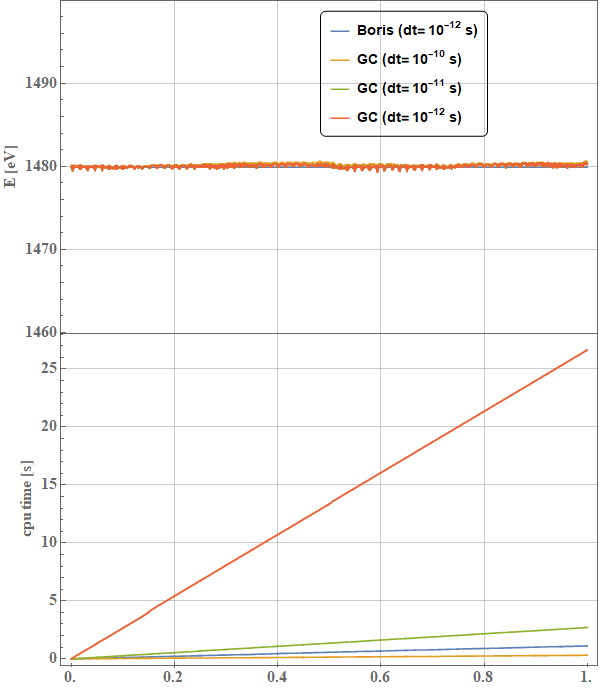 Boris (dt= 10⁻¹² s)
GC (dt= 10⁻¹⁰ s)
GC (dt= 10⁻¹¹ s)
GC (dt= 10⁻¹² s)
E [eV]
1490
1480
1470
1460
cpu time [s]
25
20
15
10
5
0
0. 0.2 0.4 0.6 0.8 1.